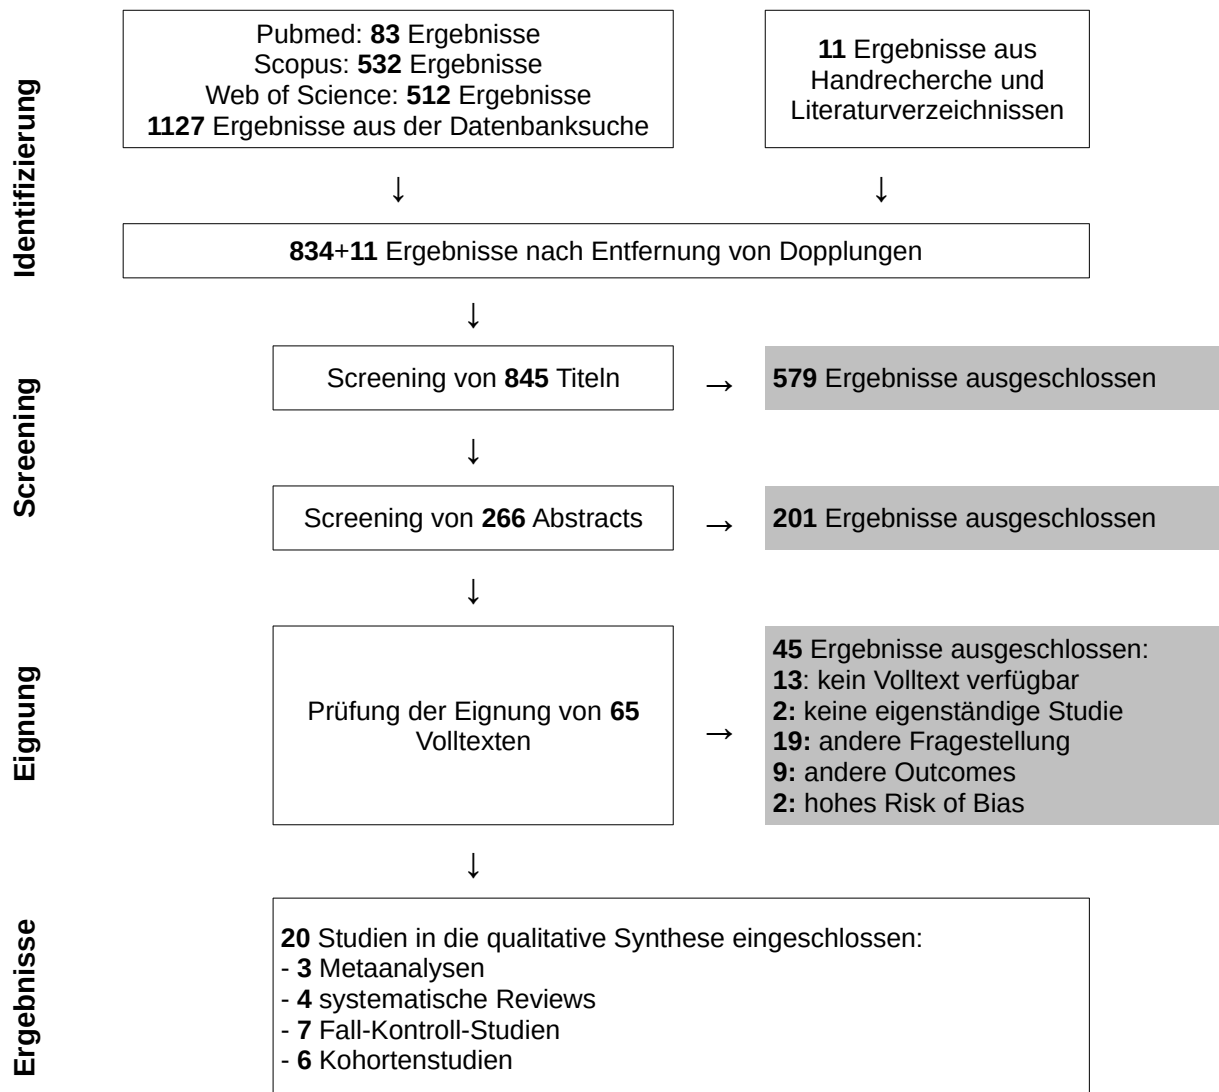 Identifizierung
Pubmed: 83 Ergebnisse
Scopus: 532 Ergebnisse
Web of Science: 512 Ergebnisse
1127 Ergebnisse aus der Datenbanksuche
11 Ergebnisse aus
Handrecherche und
Literaturverzeichnissen
↓
↓
834+11 Ergebnisse nach Entfernung von Dopplungen
↓
Screening
Screening von 845 Titeln
→
579 Ergebnisse ausgeschlossen
↓
Screening von 266 Abstracts
→
201 Ergebnisse ausgeschlossen
↓
Eignung
Prüfung der Eignung von 65
Volltexten
→
45 Ergebnisse ausgeschlossen:
13: kein Volltext verfügbar
2: keine eigenständige Studie
19: andere Fragestellung
9: andere Outcomes
2: hohes Risk of Bias
↓
Ergebnisse
20 Studien in die qualitative Synthese eingeschlossen:
- 3 Metaanalysen
- 4 systematische Reviews
- 7 Fall-Kontroll-Studien
- 6 Kohortenstudien